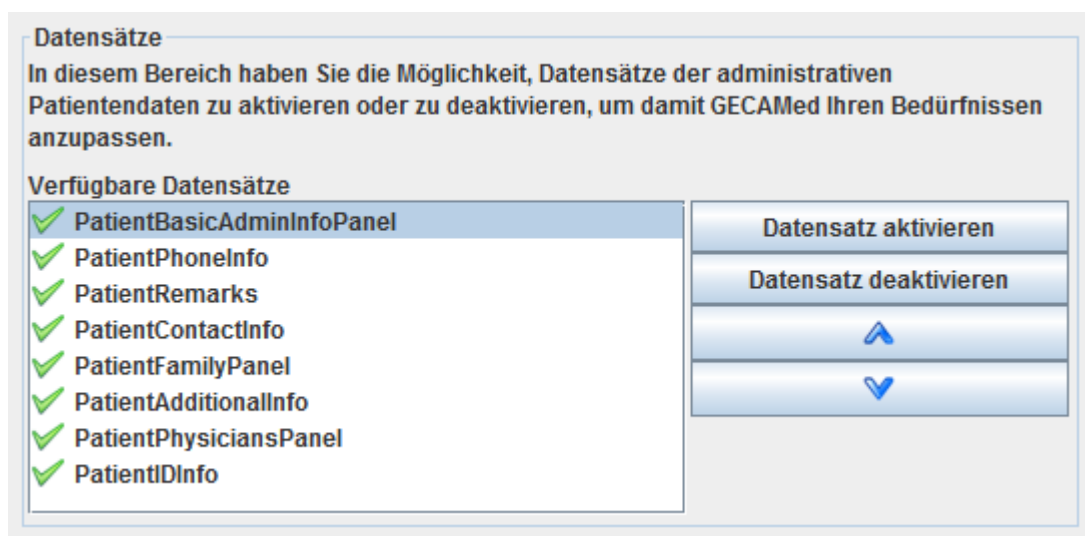 Datensätze
In diesem Bereich haben Sie die Möglichkeit, Datensätze der administrativen
Patientendaten zu aktivieren oder zu deaktivieren, um damit GECAMed Ihren Bedürfnissen
anzupassen.
Verfügbare Datensätze
PatientBasicAdminInfoPanel
PatientPhoneInfo
PatientRemarks
PatientContactInfo
PatientFamilyPanel
PatientAdditionalInfo
PatientPhysiciansPanel
PatientIDInfo
Datensatz aktivieren
Datensatz deaktivieren